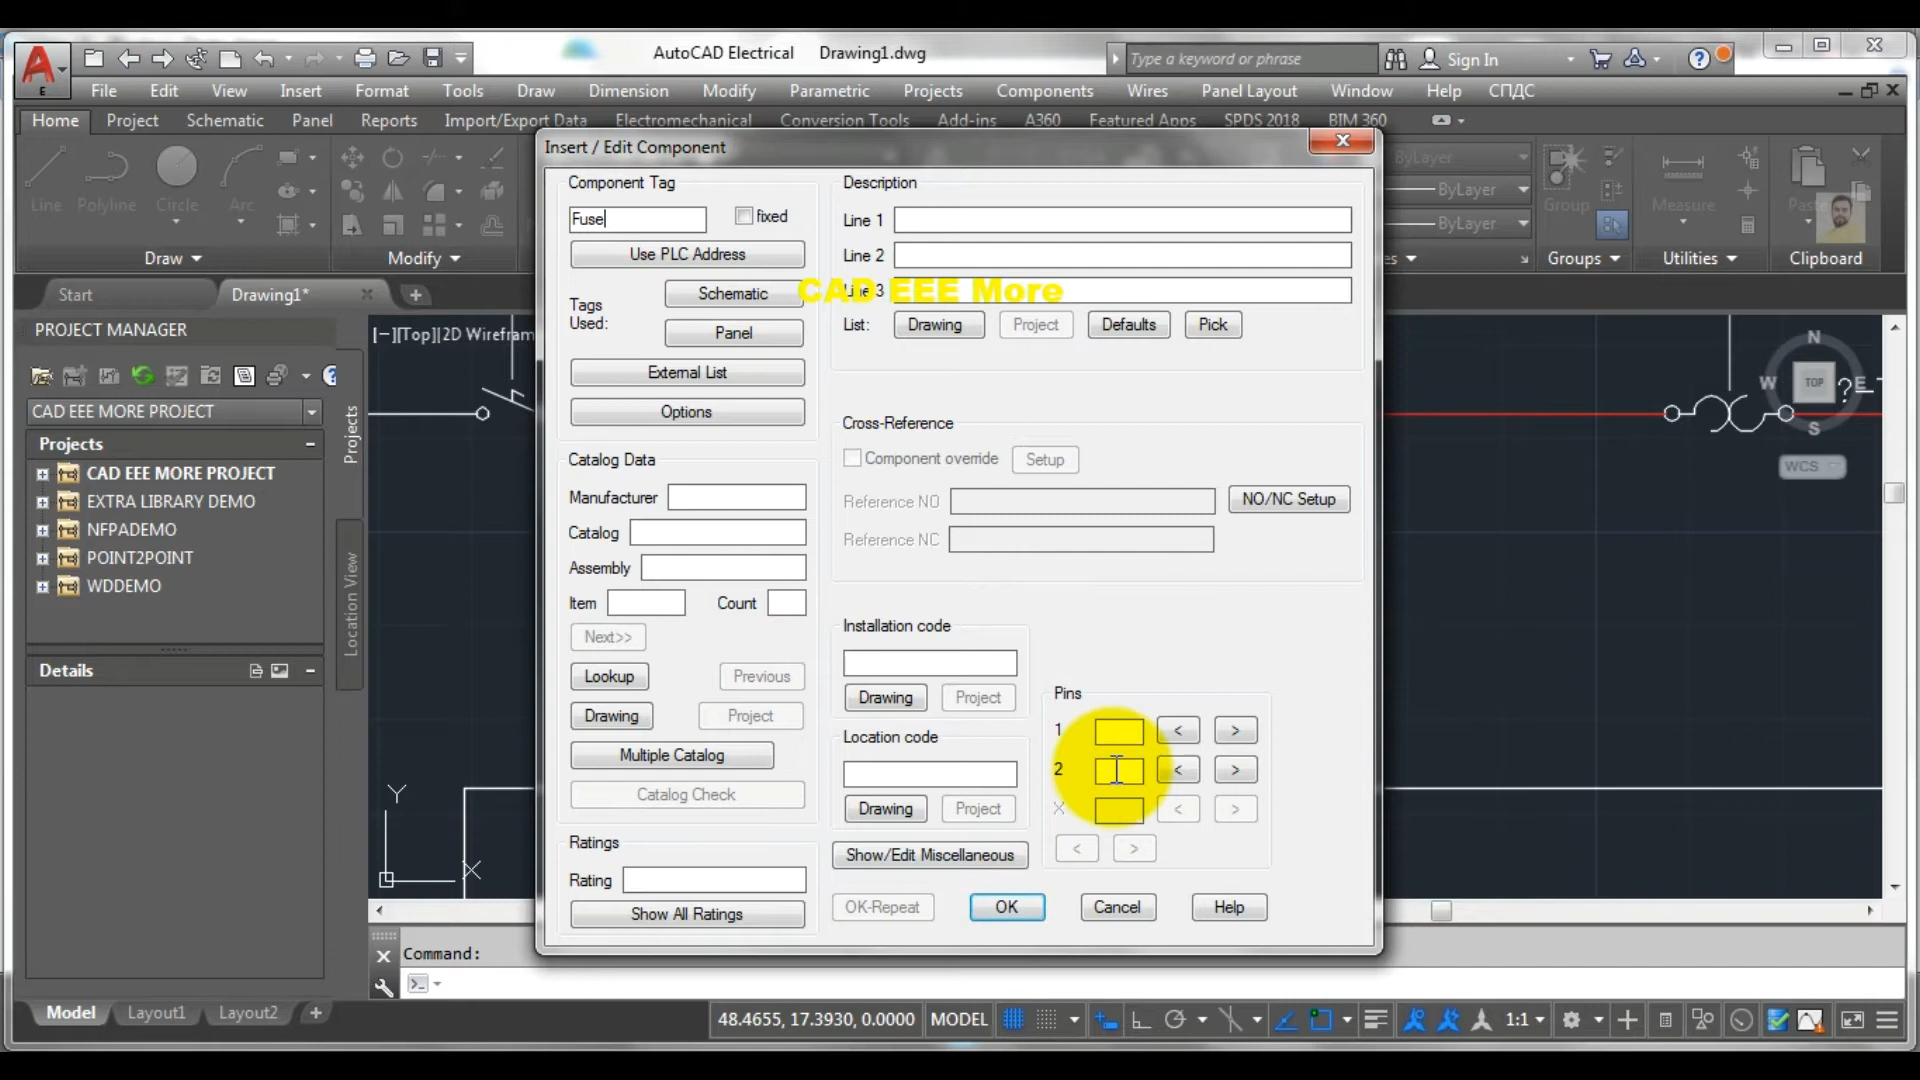 AutoCAD Electrical Drawing1.dwg
Type a keyword or phrase
Sign In
File Edit View Insert Format Tools Draw Dimension Modify Parametric Projects Components Wires Panel Layout Window Help СПДС
Home Project Schematic Panel Reports Import/Export Data Electromechanical Conversion Tools Add-ins A360 Featured Apps SPDS 2018 BIM 360
Line Polyline Circle Arc
Draw
Modify
ByLayer
ByLayer
ByLayer
Group
Groups
Measure
Utilities
Paste
Clipboard
Start Drawing1*
PROJECT MANAGER
CAD EEE MORE PROJECT
Projects
CAD EEE MORE PROJECT
EXTRA LIBRARY DEMO
NFPADEMO
POINT2POINT
WDDEMO
Details
Projects
Location View
[−][Top][2D Wirefram
N
W TOP E
S
WCS
Y
X
Insert / Edit Component
Component Tag
Fuse
fixed
Use PLC Address
Tags
Used:
Schematic
Panel
External List
Options
Catalog Data
Manufacturer
Catalog
Assembly
Item Count
Next>>
Lookup Previous
Drawing Project
Multiple Catalog
Catalog Check
Ratings
Rating
Show All Ratings
Description
Line 1
Line 2
Line 3
CAD EEE More
List: Drawing Project Defaults Pick
Cross-Reference
Component override Setup
Reference NO NO/NC Setup
Reference NC
Installation code
Drawing Project
Location code
Drawing Project
Show/Edit Miscellaneous
Pins
1 < >
2 < >
X < >
< >
OK-Repeat OK Cancel Help
Command:
Model Layout1 Layout2 +
48.4655, 17.3930, 0.0000 MODEL
1:1